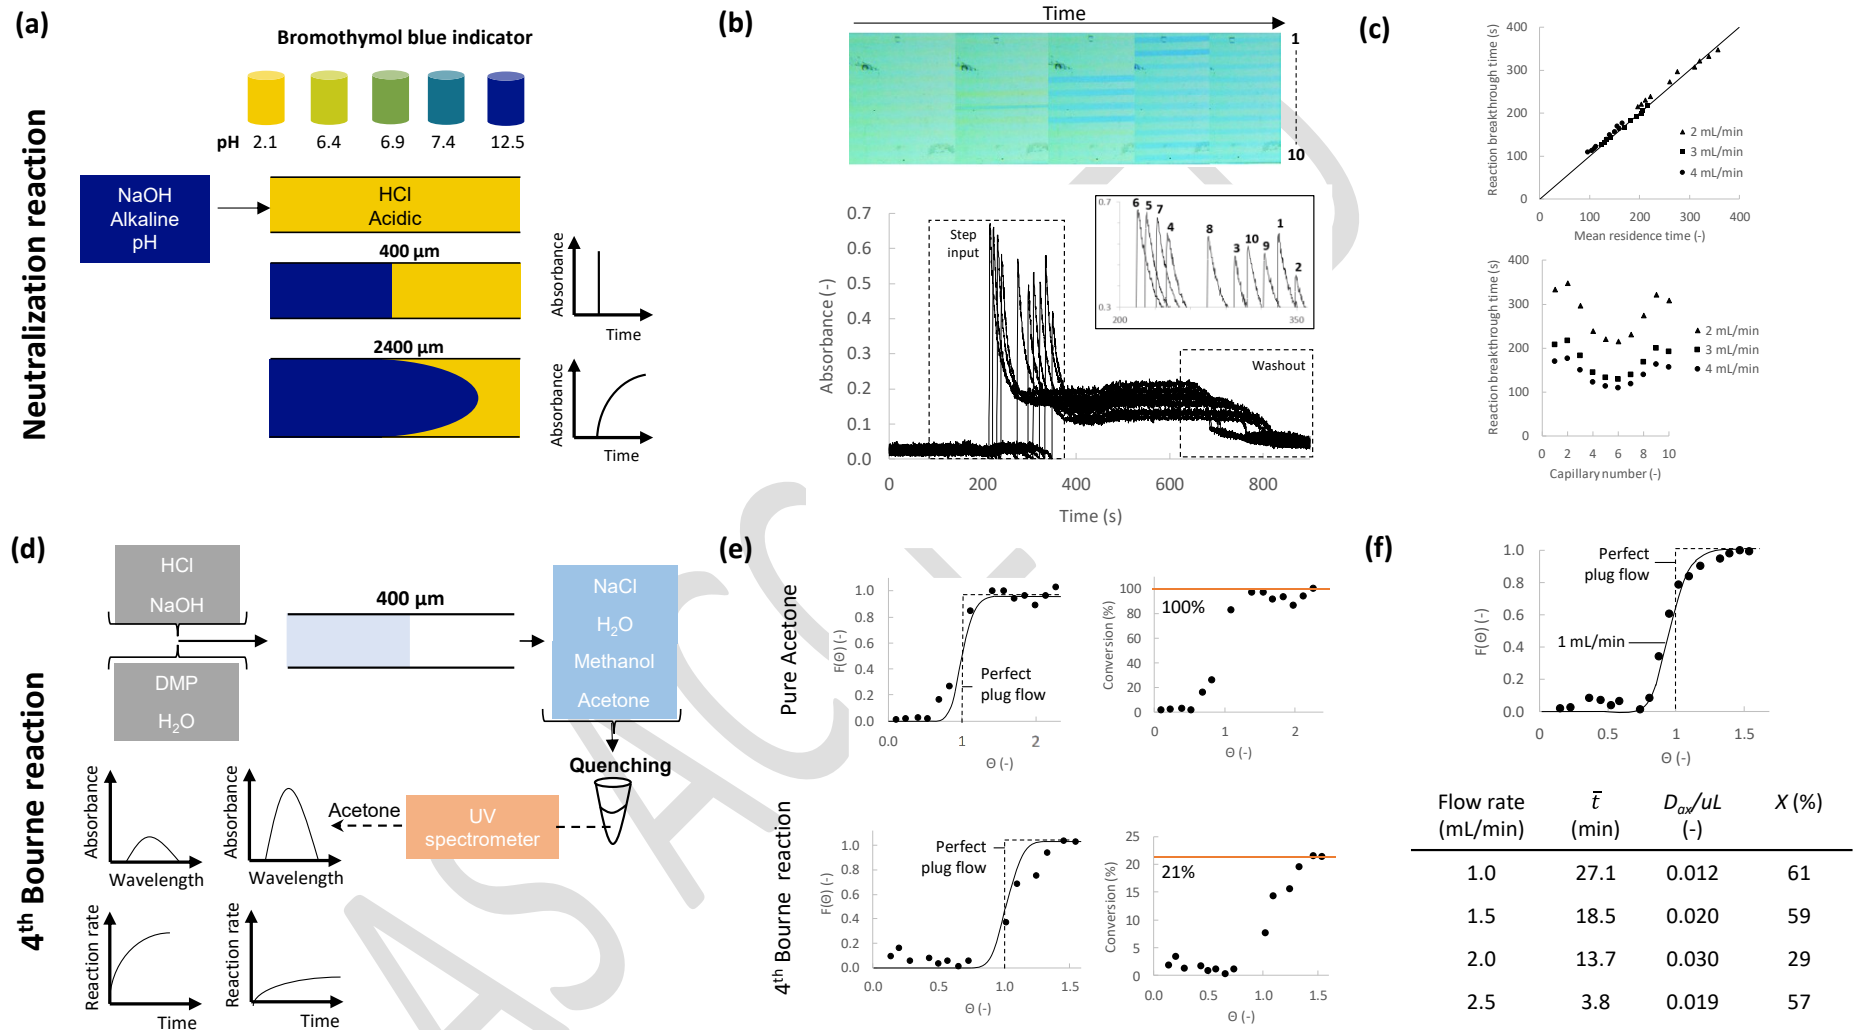 (a)
Bromothymol blue indicator
pH 2.1 6.4 6.9 7.4 12.5
Neutralization reaction
NaOH
Alkaline
pH
HCl
Acidic
400 µm
Absorbance
Time
2400 µm
Absorbance
Time
(b)
Time
1
10
Absorbance (-)
0.7
0.6
0.5
0.4
0.3
0.2
0.1
0.0
Step
input
Washout
0.7
0.3
200
350
6 5 7 4 8 3 10 9 1 2
0 200 400 600 800
Time (s)
(c)
Reaction breakthrough time (s)
400
300
200
100
0
2 mL/min
3 mL/min
4 mL/min
0 100 200 300 400
Mean residence time (-)
Reaction breakthrough time (s)
400
300
200
100
0
2 mL/min
3 mL/min
4 mL/min
0 2 4 6 8 10
Capillary number (-)
(d)
4th Bourne reaction
HCl
NaOH
DMP
H2O
400 µm
NaCl
H2O
Methanol
Acetone
Quenching
UV
spectrometer
Acetone
Absorbance
Wavelength
Absorbance
Wavelength
Reaction rate
Time
Reaction rate
Time
(e)
Pure Acetone
F(Θ) (-)
1.0
0.8
0.6
0.4
0.2
0.0
Perfect
plug flow
0.0 1 2
Θ (-)
Conversion (%)
100
80
60
40
20
0
100%
0 1 2
Θ (-)
4th Bourne reaction
F(Θ) (-)
1.0
0.8
0.6
0.4
0.2
0.0
Perfect
plug flow
0.0 0.5 1.0 1.5
Θ (-)
Conversion (%)
25
20
15
10
5
0
21%
0.0 0.5 1.0 1.5
Θ (-)
(f)
F(Θ) (-)
1.0
0.8
0.6
0.4
0.2
0.0
Perfect
plug flow
1 mL/min
0 0.5 1 1.5
Θ (-)
Flow rate (mL/min) t̄ (min) Dax/uL (-) X (%)
1.0 27.1 0.012 61
1.5 18.5 0.020 59
2.0 13.7 0.030 29
2.5 3.8 0.019 57
AS ACC